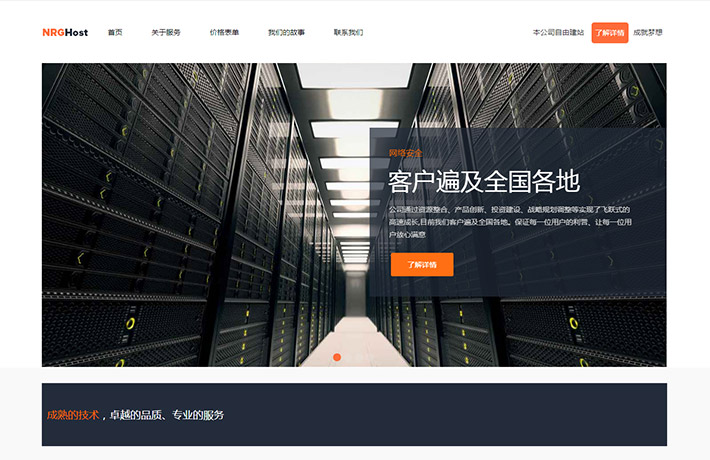 NRGHost 首页 关于服务 价格表单 我们的故事 联系我们 本公司自由建站 了解详情 成就梦想
网络安全
客户遍及全国各地
公司通过资源整合、产品创新、投资建设、战略规划调整等实现了飞跃式的
高速成长,目前我们客户遍及全国各地。保证每一位用户的利营、让每一位用
户放心满意
了解详情
成熟的技术，卓越的品质、专业的服务